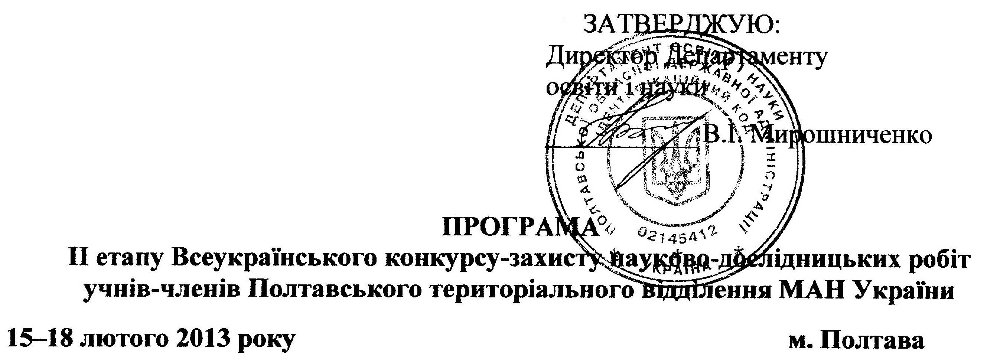 ЗАТВЕРДЖУЮ:
Директор Департаменту
освіти і науки
В.І. Мирошниченко
ДЕПАРТАМЕНТ ОСВІТИ І НАУКИ
ПОЛТАВСЬКОЇ ОБЛАСНОЇ ДЕРЖАВНОЇ АДМІНІСТРАЦІЇ
ІДЕНТИФІКАЦІЙНИЙ КОД
02145412
* * *
УКРАЇНА
ПРОГРАМА
ІІ етапу Всеукраїнського конкурсу-захисту науково-дослідницьких робіт
учнів-членів Полтавського територіального відділення МАН України
15–18 лютого 2013 року
м. Полтава